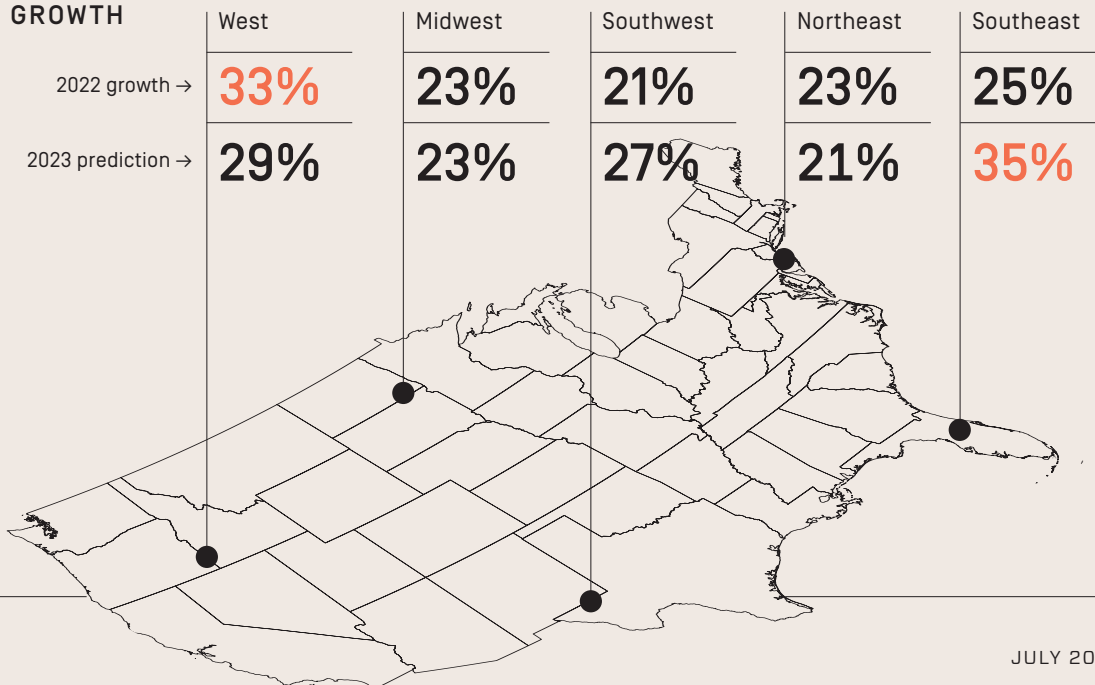 GROWTH
West Midwest Southwest Northeast Southeast
2022 growth → 33% 23% 21% 23% 25%
2023 prediction → 29% 23% 27% 21% 35%
JULY 20